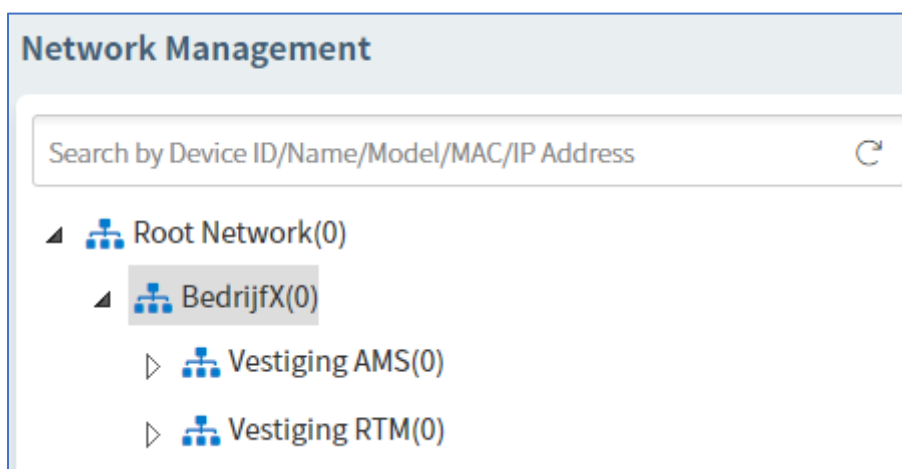 Network Management
Search by Device ID/Name/Model/MAC/IP Address
Root Network(0)
BedrijfX(0)
Vestiging AMS(0)
Vestiging RTM(0)